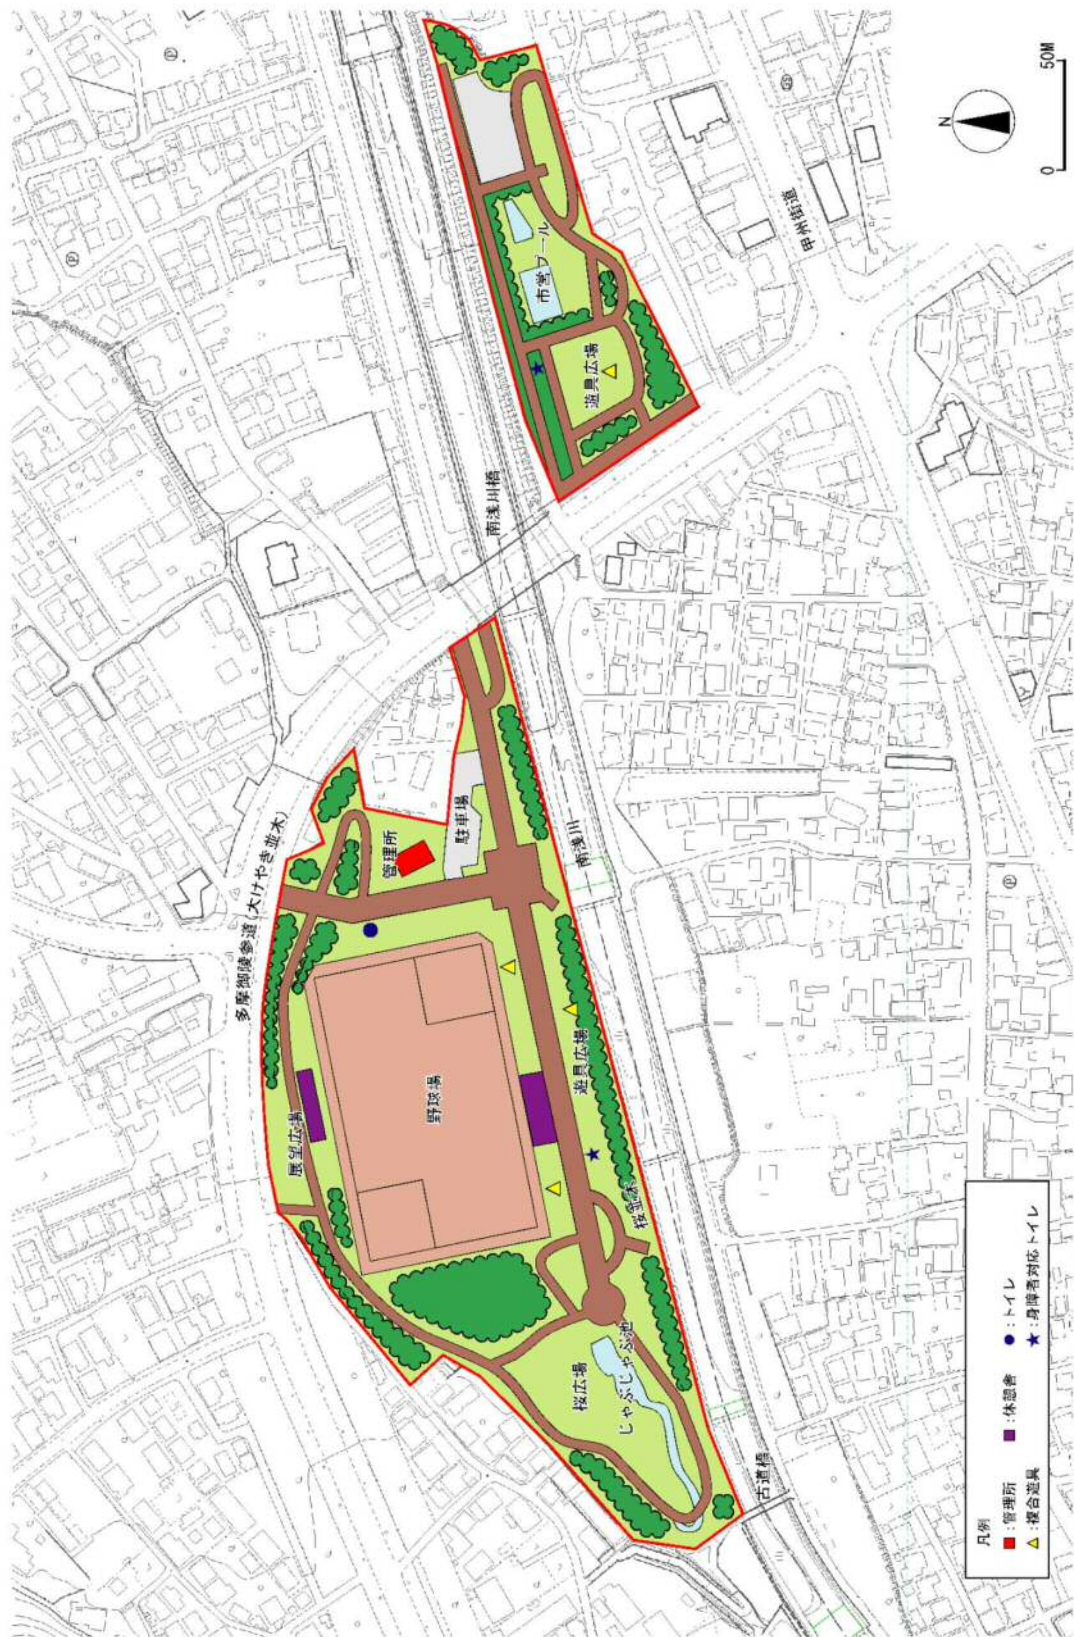 多摩御陵参道(大けやき並木)
展望広場
野球場
管理所
駐車場
遊具広場
桜並木
桜広場
じゃぶじゃぶ池
南浅川
古道橋
南浅川橋
市営プール
遊具広場
甲州街道
N
0 50M
凡例
■:管理所 ■:休憩舎 ●:トイレ
▲:複合遊具 ★:身障者対応トイレ